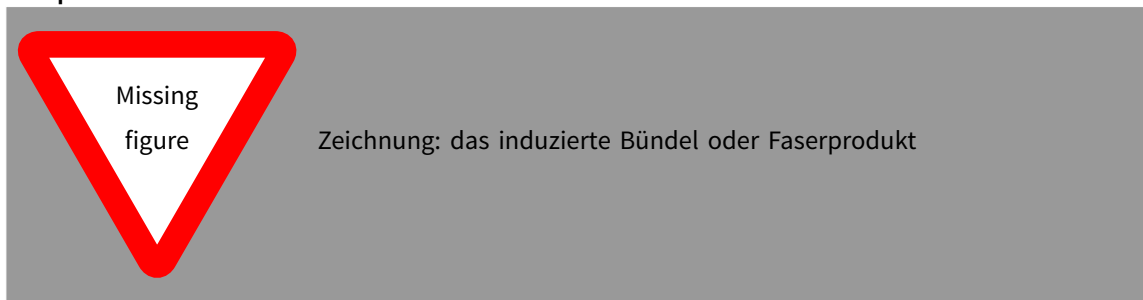 Missing
figure
Zeichnung: das induzierte Bündel oder Faserprodukt